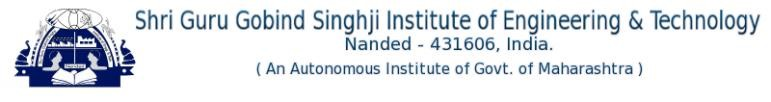 Shri Guru Gobind Singhji Institute of Engineering & Technology
Nanded - 431606, India.
( An Autonomous Institute of Govt. of Maharashtra )